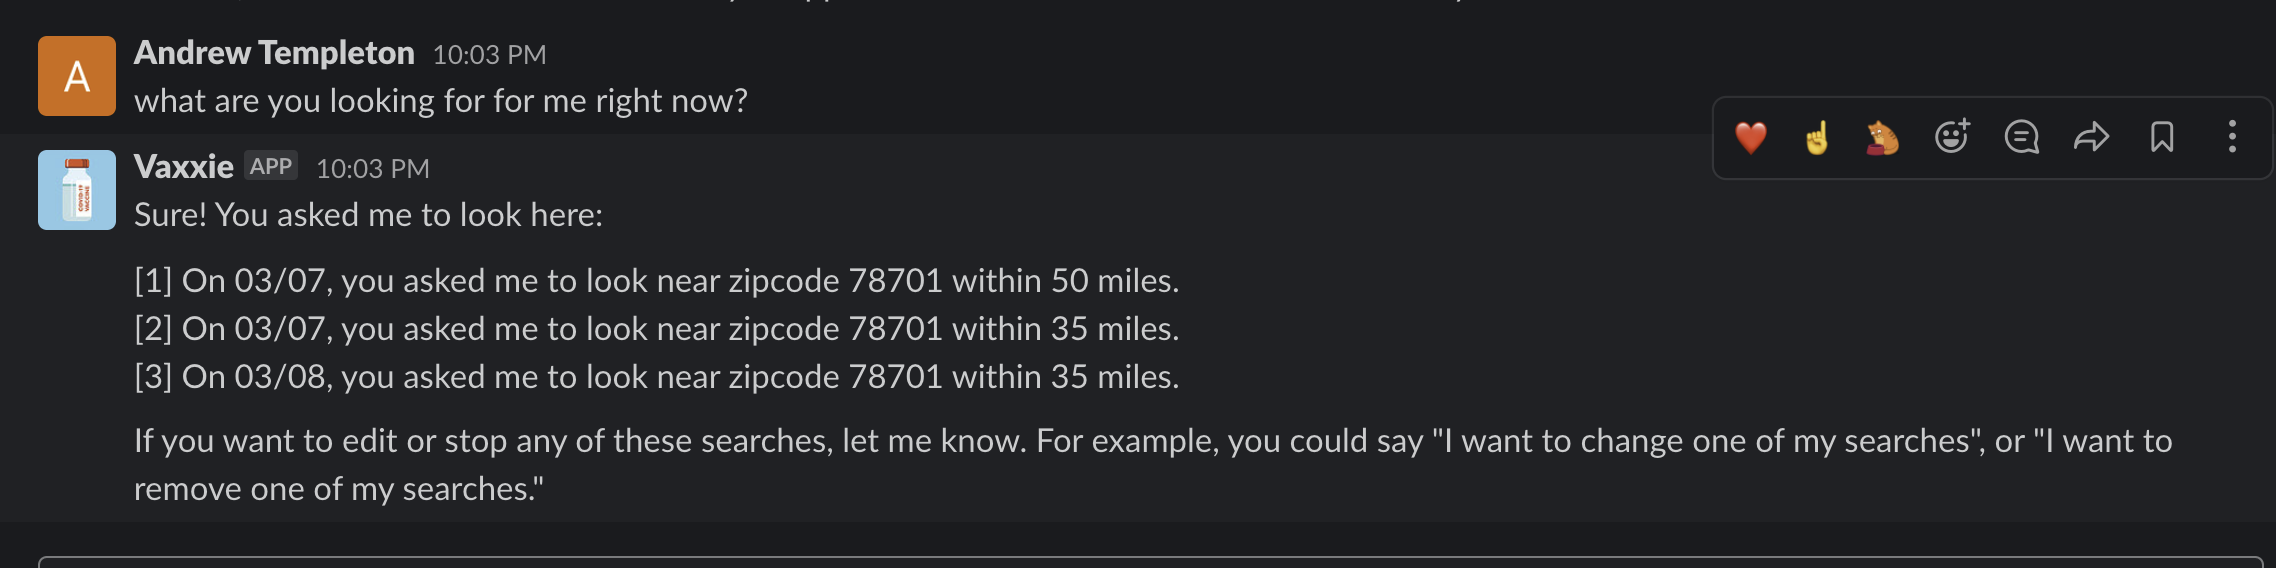 Andrew Templeton 10:03 PM
A
what are you looking for for me right now?
Vaxxie APP 10:03 PM
COVID-19
VACCINE
Sure! You asked me to look here:
[1] On 03/07, you asked me to look near zipcode 78701 within 50 miles.
[2] On 03/07, you asked me to look near zipcode 78701 within 35 miles.
[3] On 03/08, you asked me to look near zipcode 78701 within 35 miles.
If you want to edit or stop any of these searches, let me know. For example, you could say "I want to change one of my searches", or "I want to
remove one of my searches."